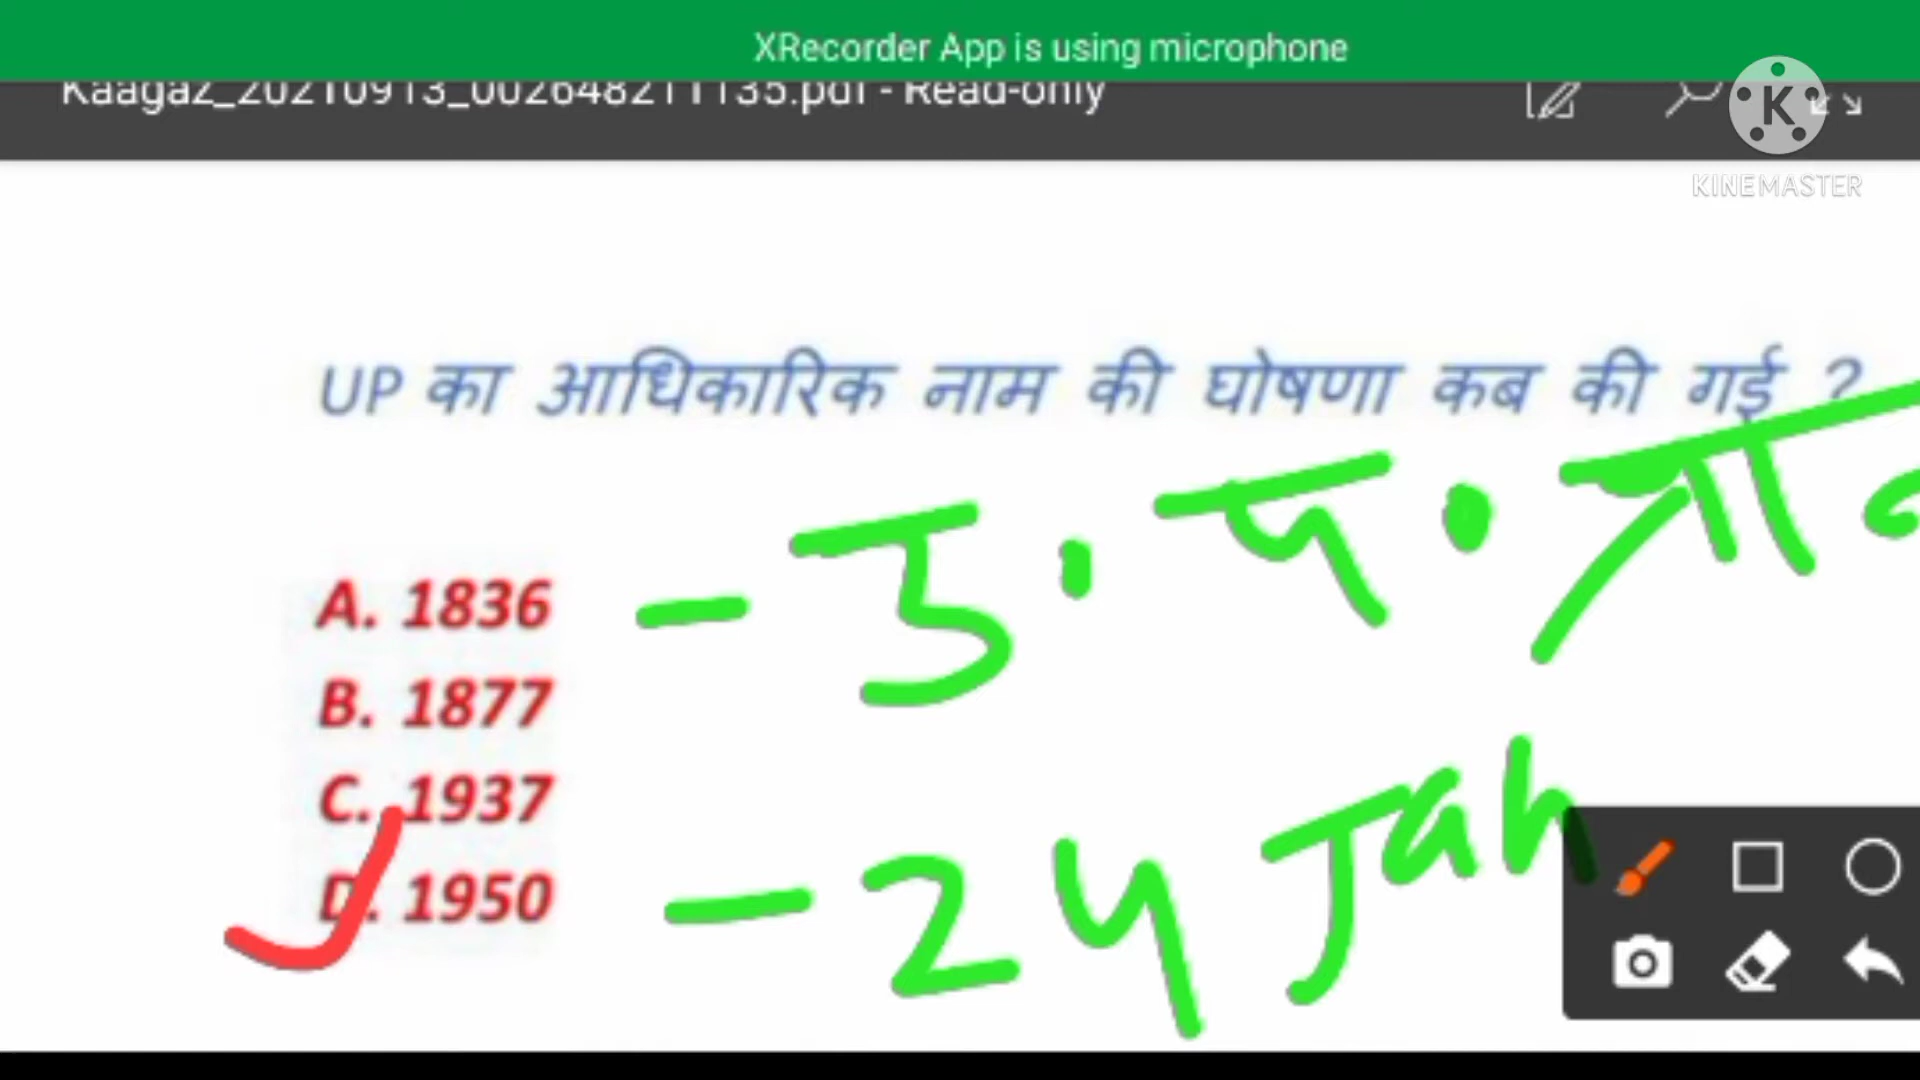 XRecorder App is using microphone
Kaagaz_20210913_002648211135.pdf - Read-only
K
KINEMASTER
UP का आधिकारिक नाम की घोषणा कब की गई ?
A. 1836 - उ. प. प्रा
B. 1877
C. 1937
D. 1950 - 24 Jan